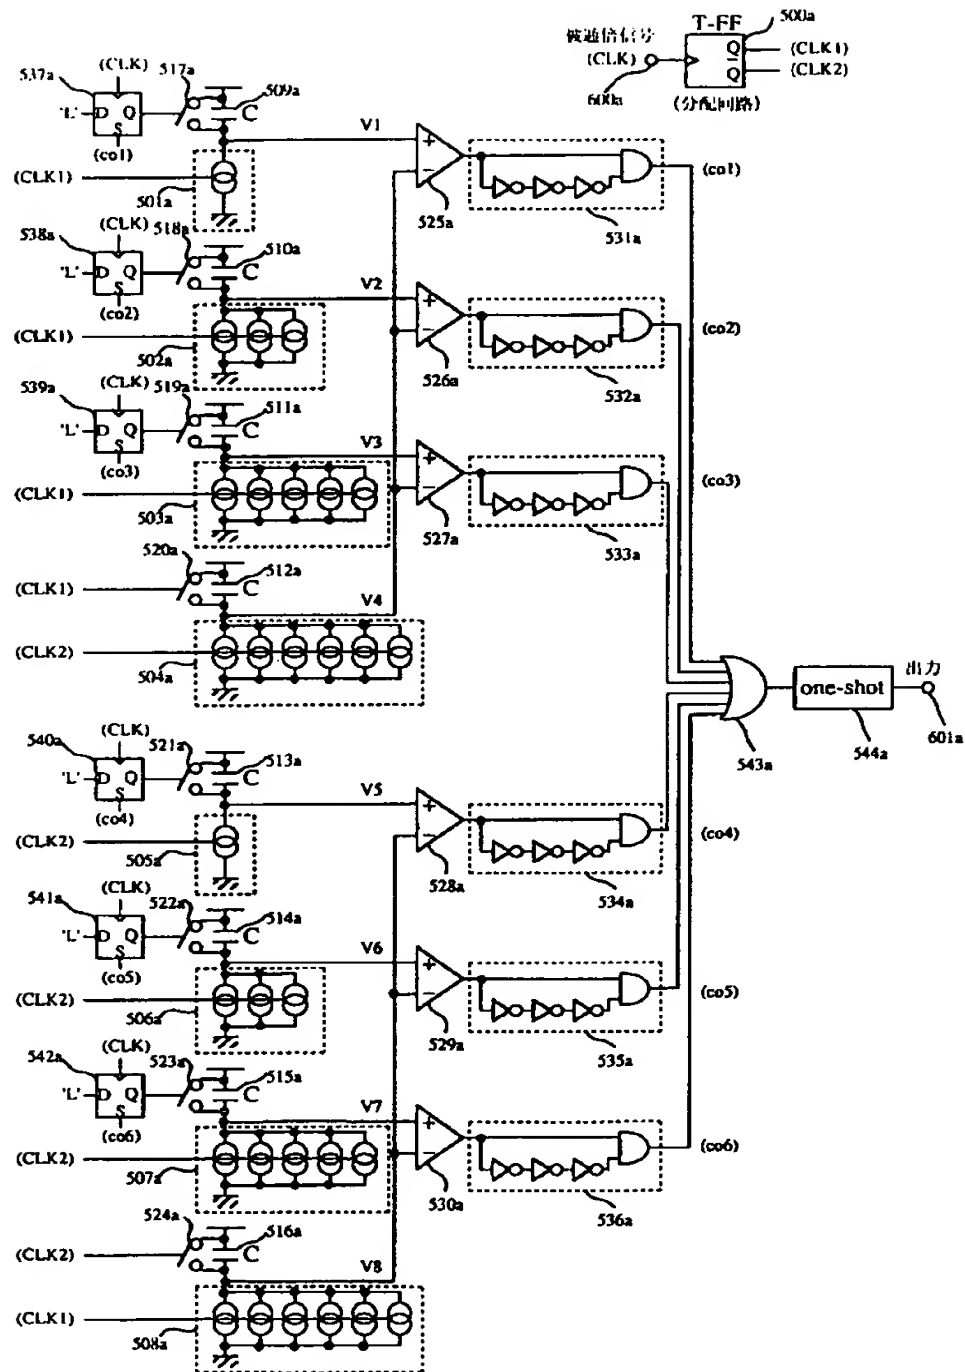 T-FF
500a
被逓倍信号
(CLK)
600a
Q
Q
(CLK1)
(CLK2)
(分配回路)
537a
(CLK)
517a
509a
'L'
D
Q
S
C
(co1)
V1
(CLK1)
501a
+
−
525a
531a
(co1)
538a
(CLK)
518a
510a
'L'
D
Q
S
C
(co2)
V2
(CLK1)
502a
+
−
526a
532a
(co2)
539a
(CLK)
519a
511a
'L'
D
Q
S
C
(co3)
V3
(CLK1)
503a
+
−
527a
533a
(co3)
520a
512a
(CLK1)
C
V4
(CLK2)
504a
出力
one-shot
543a
544a
601a
540a
(CLK)
521a
513a
'L'
D
Q
S
C
(co4)
V5
(CLK2)
505a
+
−
528a
534a
(co4)
541a
(CLK)
522a
514a
'L'
D
Q
S
C
(co5)
V6
(CLK2)
506a
+
−
529a
535a
(co5)
542a
(CLK)
523a
515a
'L'
D
Q
S
C
(co6)
V7
(CLK2)
507a
+
−
530a
536a
(co6)
524a
516a
(CLK2)
C
V8
(CLK1)
508a